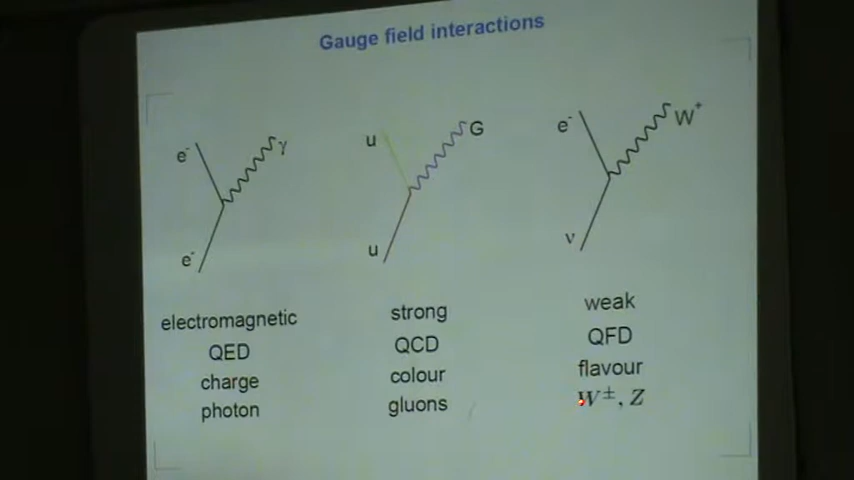 Gauge field interactions
e⁻ γ
e⁻
u G
u
e⁻ W⁺
ν
electromagnetic
QED
charge
photon
strong
QCD
colour
gluons
weak
QFD
flavour
W±, Z